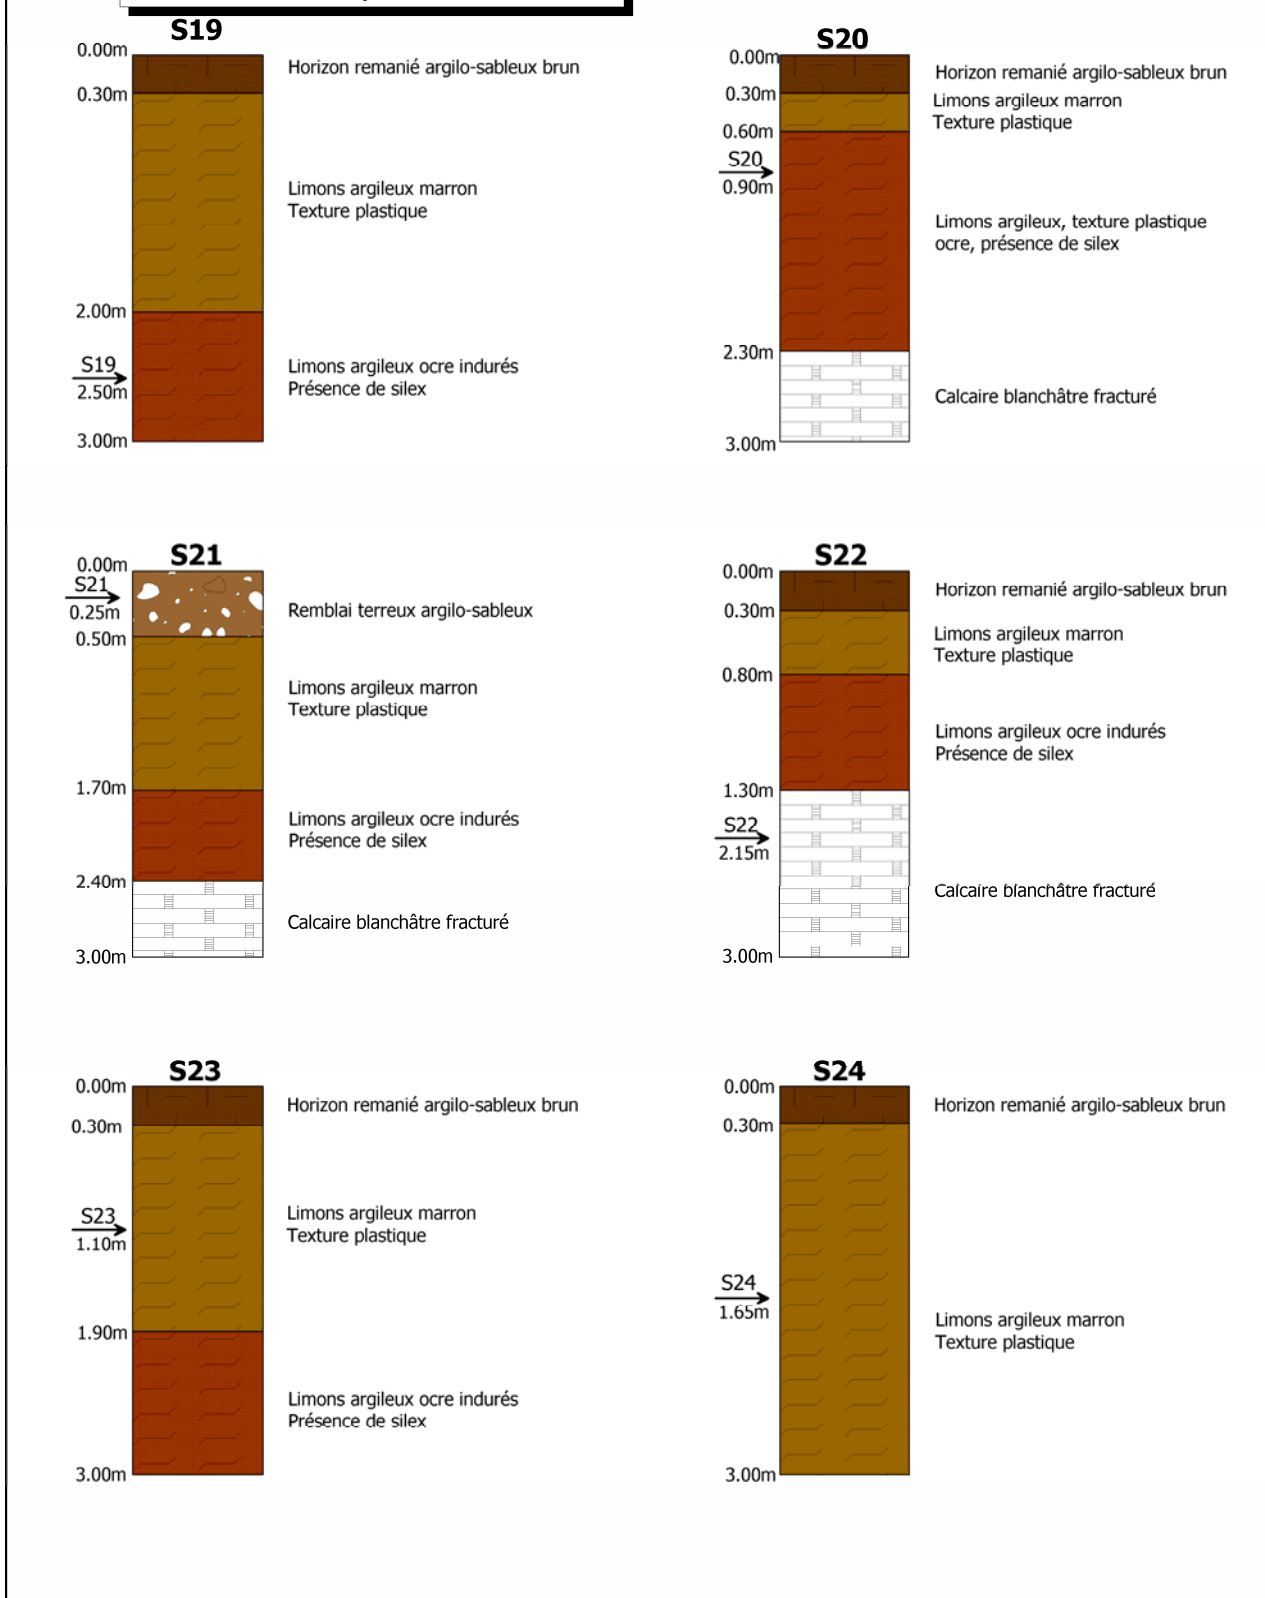 S19
0.00m
Horizon remanié argilo-sableux brun
0.30m
Limons argileux marron
Texture plastique
2.00m
S19
2.50m
Limons argileux ocre indurés
Présence de silex
3.00m
S20
0.00m
Horizon remanié argilo-sableux brun
0.30m
Limons argileux marron
Texture plastique
0.60m
S20
0.90m
Limons argileux, texture plastique
ocre, présence de silex
2.30m
Calcaire blanchâtre fracturé
3.00m
S21
0.00m
S21
0.25m
Remblai terreux argilo-sableux
0.50m
Limons argileux marron
Texture plastique
1.70m
Limons argileux ocre indurés
Présence de silex
2.40m
Calcaire blanchâtre fracturé
3.00m
S22
0.00m
Horizon remanié argilo-sableux brun
0.30m
Limons argileux marron
Texture plastique
0.80m
Limons argileux ocre indurés
Présence de silex
1.30m
S22
2.15m
Calcaire blanchâtre fracturé
3.00m
S23
0.00m
Horizon remanié argilo-sableux brun
0.30m
S23
1.10m
Limons argileux marron
Texture plastique
1.90m
Limons argileux ocre indurés
Présence de silex
3.00m
S24
0.00m
Horizon remanié argilo-sableux brun
0.30m
S24
1.65m
Limons argileux marron
Texture plastique
3.00m